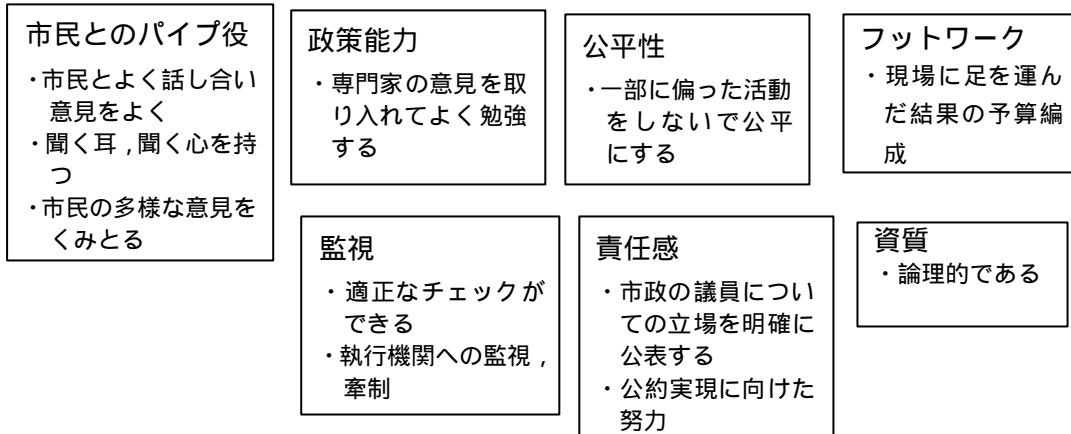 市民とのパイプ役
・市民とよく話し合い
意見をよく
・聞く耳，聞く心を持
つ
・市民の多様な意見を
くみとる
政策能力
・専門家の意見を取
り入れてよく勉強
する
公平性
・一部に偏った活動
をしないで公平
にする
フットワーク
・現場に足を運ん
だ結果の予算編
成
監視
・適正なチェックが
できる
・執行機関への監視，
牽制
責任感
・市政の議員につい
ての立場を明確に
公表する
・公約実現に向けた
努力
資質
・論理的である